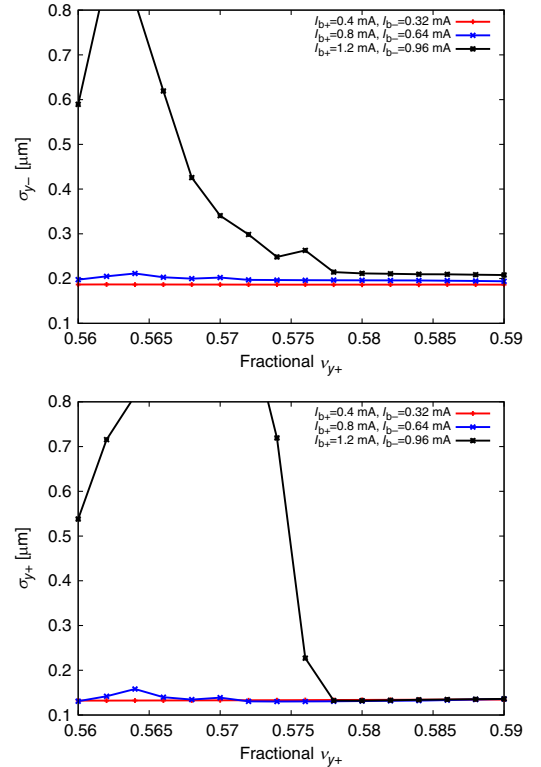 0.8
0.7
0.6
0.5
0.4
0.3
0.2
0.1
σy− [µm]
Ib+=0.4 mA, Ib−=0.32 mA
Ib+=0.8 mA, Ib−=0.64 mA
Ib+=1.2 mA, Ib−=0.96 mA
0.56 0.565 0.57 0.575 0.58 0.585 0.59
Fractional νy+
0.8
0.7
0.6
0.5
0.4
0.3
0.2
0.1
σy+ [µm]
Ib+=0.4 mA, Ib−=0.32 mA
Ib+=0.8 mA, Ib−=0.64 mA
Ib+=1.2 mA, Ib−=0.96 mA
0.56 0.565 0.57 0.575 0.58 0.585 0.59
Fractional νy+